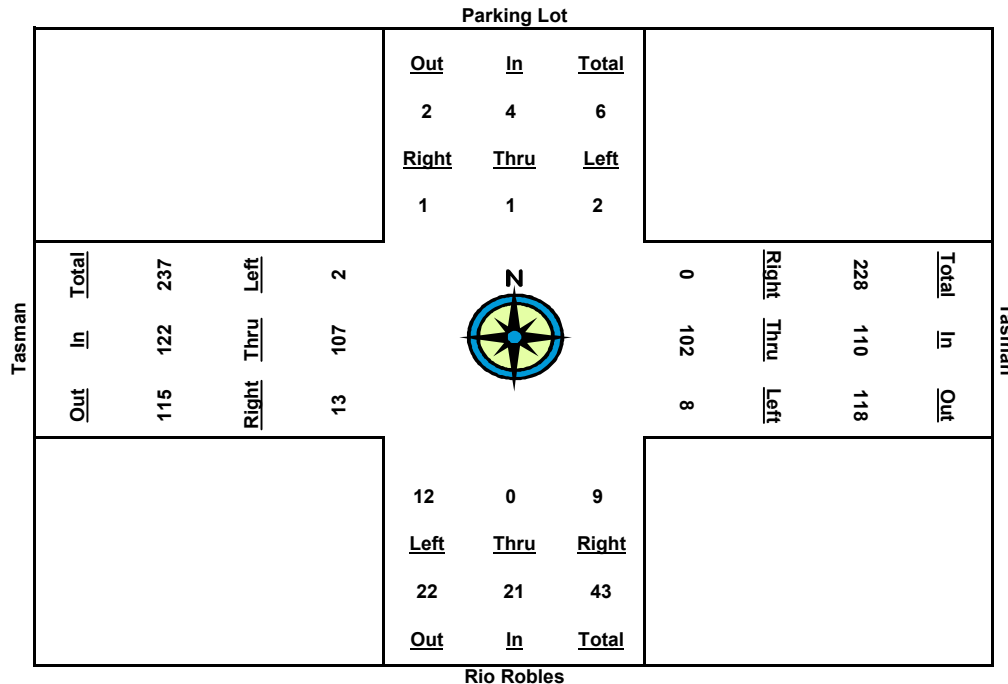 Parking Lot
Out In Total
2 4 6
Right Thru Left
1 1 2
Tasman
Total 237 Left 2
In 122 Thru 107
Out 115 Right 13
N
0 Right 228 Total
102 Thru 110 In
8 Left 118 Out
Tasman
12 0 9
Left Thru Right
22 21 43
Out In Total
Rio Robles